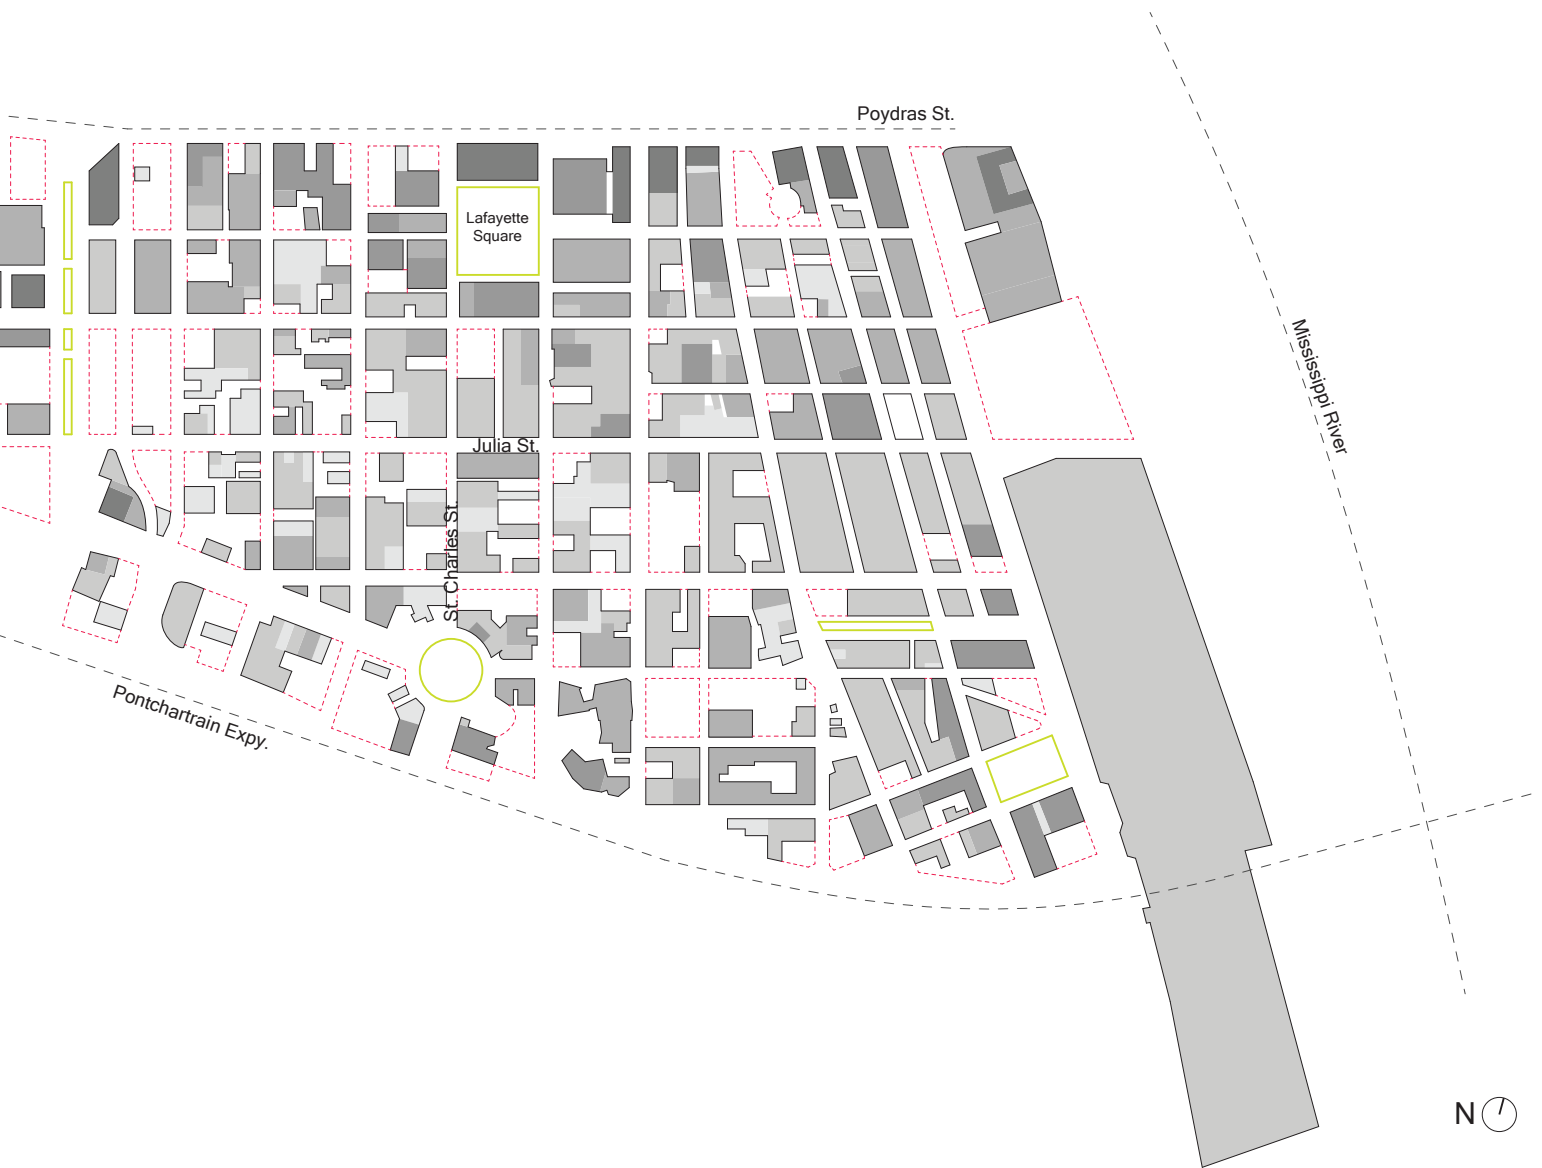 Poydras St.
Lafayette
Square
Mississippi River
Julia St.
St. Charles St.
Pontchartrain Expy.
N